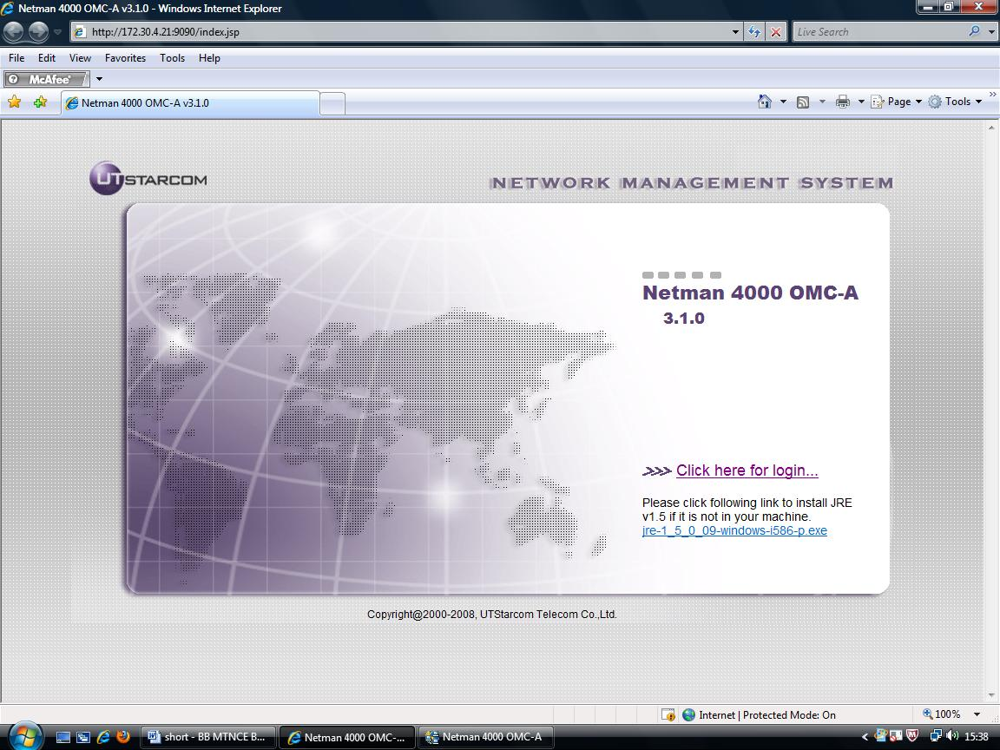 Netman 4000 OMC-A v3.1.0 - Windows Internet Explorer
http://172.30.4.21:9090/index.jsp
Live Search
File Edit View Favorites Tools Help
McAfee
Netman 4000 OMC-A v3.1.0
Page Tools
UTSTARCOM
NETWORK MANAGEMENT SYSTEM
Netman 4000 OMC-A
3.1.0
>>> Click here for login...
Please click following link to install JRE
v1.5 if it is not in your machine.
jre-1_5_0_09-windows-i586-p.exe
Copyright@2000-2008, UTStarcom Telecom Co.,Ltd.
Internet | Protected Mode: On
100%
short - BB MTNCE B...
Netman 4000 OMC-...
Netman 4000 OMC-A
15:38